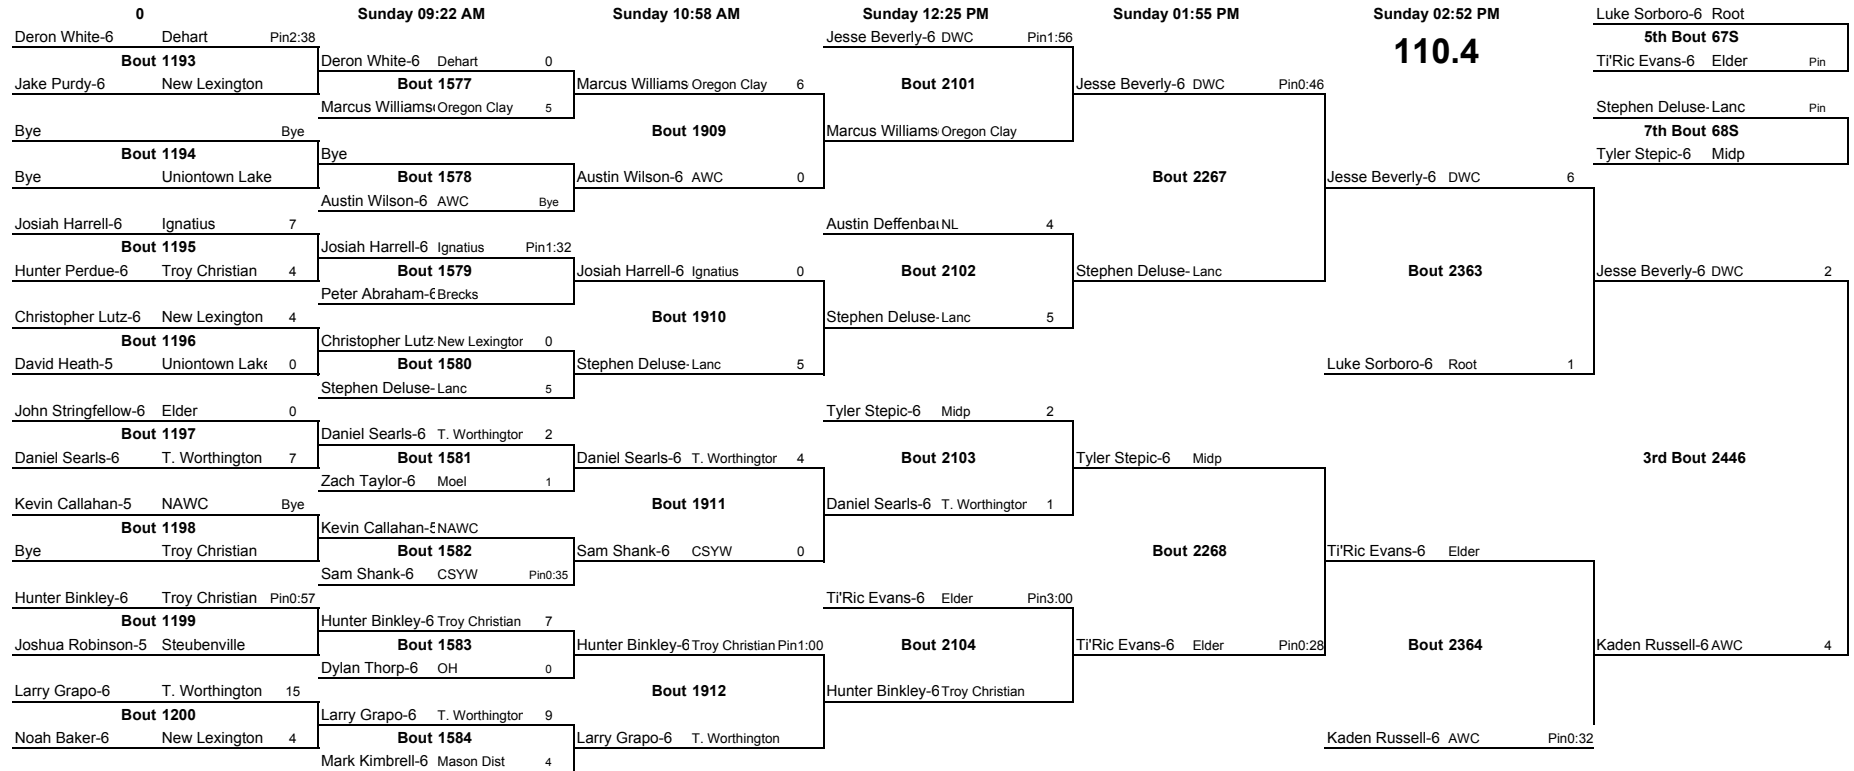 0 Sunday 09:22 AM Sunday 10:58 AM Sunday 12:25 PM Sunday 01:55 PM Sunday 02:52 PM Luke Sorboro-6 Root
Deron White-6 Dehart Pin2:38 Jesse Beverly-6 DWC Pin1:56 110.4 5th Bout 67S
Bout 1193 Deron White-6 Dehart 0 Ti'Ric Evans-6 Elder Pin
Jake Purdy-6 New Lexington Bout 1577 Marcus Williams Oregon Clay 6 Bout 2101 Jesse Beverly-6 DWC Pin0:46
Marcus Williams Oregon Clay 5 Stephen Deluse- Lanc Pin
Bye Bye Bout 1909 Marcus Williams Oregon Clay 7th Bout 68S
Bout 1194 Bye Tyler Stepic-6 Midp
Bye Uniontown Lake Bout 1578 Austin Wilson-6 AWC 0 Bout 2267 Jesse Beverly-6 DWC 6
Austin Wilson-6 AWC Bye
Josiah Harrell-6 Ignatius 7 Austin Deffenbau NL 4
Bout 1195 Josiah Harrell-6 Ignatius Pin1:32
Hunter Perdue-6 Troy Christian 4 Bout 1579 Josiah Harrell-6 Ignatius 0 Bout 2102 Stephen Deluse- Lanc Bout 2363 Jesse Beverly-6 DWC 2
Peter Abraham-6 Brecks
Christopher Lutz-6 New Lexington 4 Bout 1910 Stephen Deluse- Lanc 5
Bout 1196 Christopher Lutz New Lexington 0
David Heath-5 Uniontown Lake 0 Bout 1580 Stephen Deluse- Lanc 5 Luke Sorboro-6 Root 1
Stephen Deluse- Lanc 5
John Stringfellow-6 Elder 0 Tyler Stepic-6 Midp 2
Bout 1197 Daniel Searls-6 T. Worthington 2
Daniel Searls-6 T. Worthington 7 Bout 1581 Daniel Searls-6 T. Worthington 4 Bout 2103 Tyler Stepic-6 Midp 3rd Bout 2446
Zach Taylor-6 Moel 1
Kevin Callahan-5 NAWC Bye Bout 1911 Daniel Searls-6 T. Worthington 1
Bout 1198 Kevin Callahan-5 NAWC
Bye Troy Christian Bout 1582 Sam Shank-6 CSYW 0 Bout 2268 Ti'Ric Evans-6 Elder
Sam Shank-6 CSYW Pin0:35
Hunter Binkley-6 Troy Christian Pin0:57 Ti'Ric Evans-6 Elder Pin3:00
Bout 1199 Hunter Binkley-6 Troy Christian 7
Joshua Robinson-5 Steubenville Bout 1583 Hunter Binkley-6 Troy Christian Pin1:00 Bout 2104 Ti'Ric Evans-6 Elder Pin0:28 Bout 2364 Kaden Russell-6 AWC 4
Dylan Thorp-6 OH 0
Larry Grapo-6 T. Worthington 15 Bout 1912 Hunter Binkley-6 Troy Christian
Bout 1200 Larry Grapo-6 T. Worthington 9
Noah Baker-6 New Lexington 4 Bout 1584 Larry Grapo-6 T. Worthington Kaden Russell-6 AWC Pin0:32
Mark Kimbrell-6 Mason Dist 4